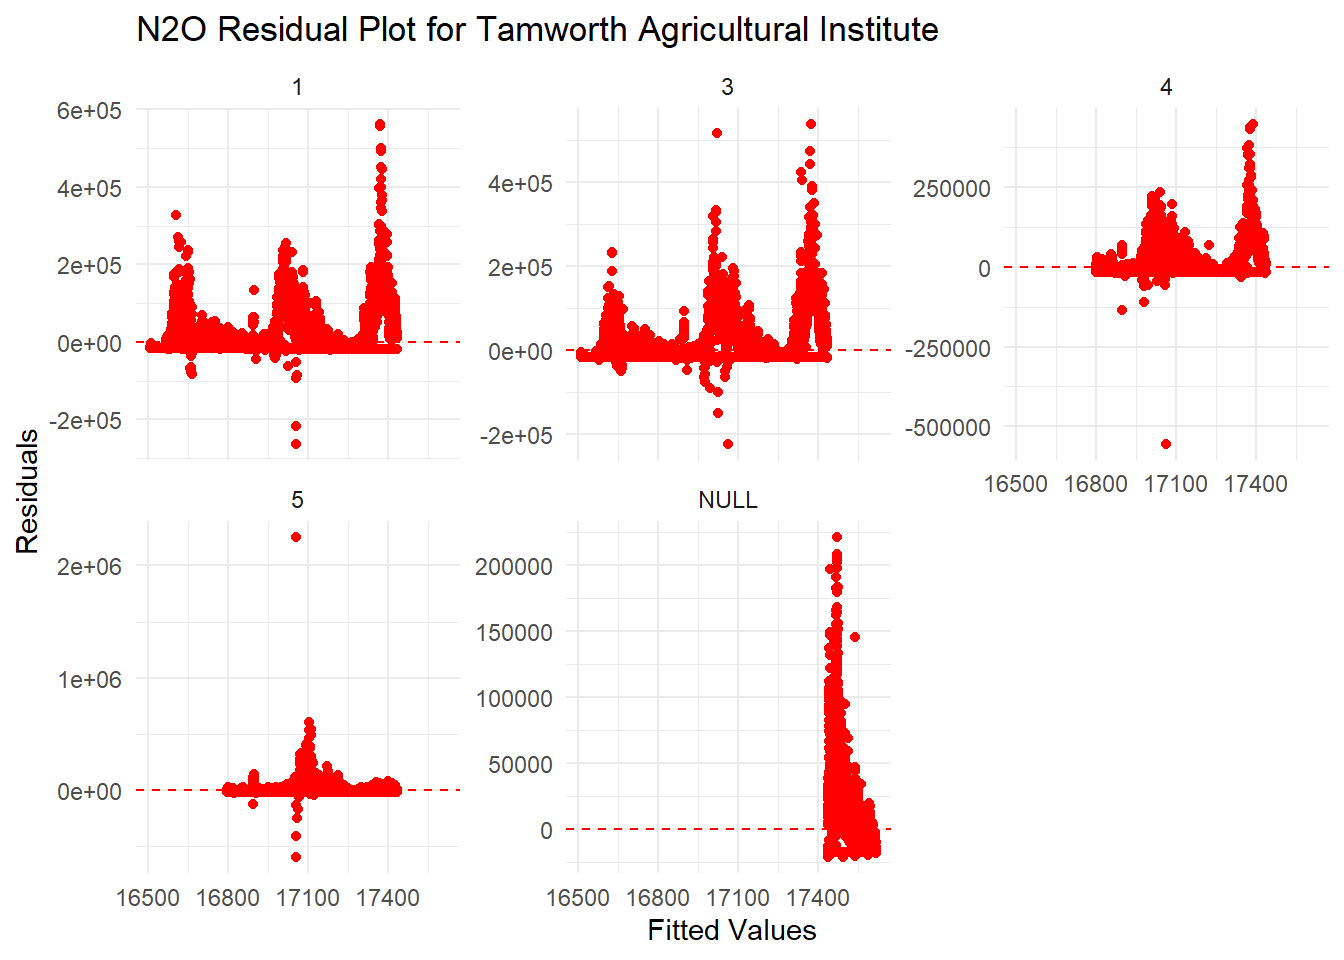 N2O Residual Plot for Tamworth Agricultural Institute
1
3
4
6e+05
4e+05
2e+05
0e+00
-2e+05
4e+05
2e+05
0e+00
-2e+05
250000
0
-250000
-500000
16500 16800 17100 17400
5
NULL
2e+06
1e+06
0e+00
200000
150000
100000
50000
0
16500 16800 17100 17400
16500 16800 17100 17400
Residuals
Fitted Values